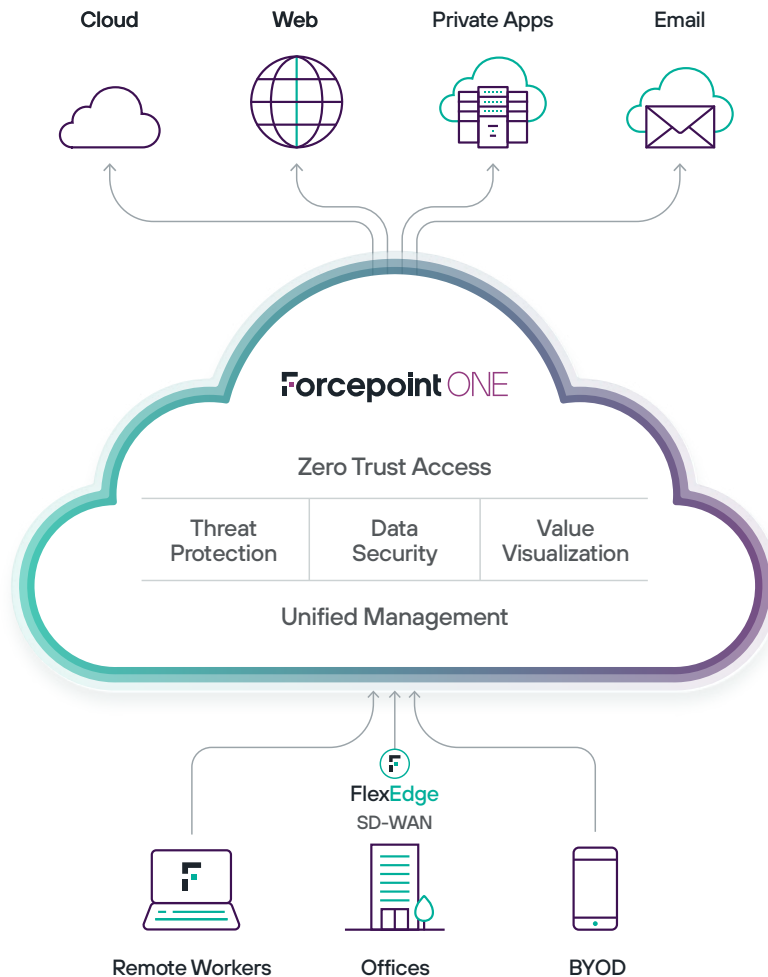 Cloud
Web
Private Apps
Email
Forcepoint ONE
Zero Trust Access
Threat
Protection
Data
Security
Value
Visualization
Unified Management
FlexEdge
SD-WAN
Remote Workers
Offices
BYOD